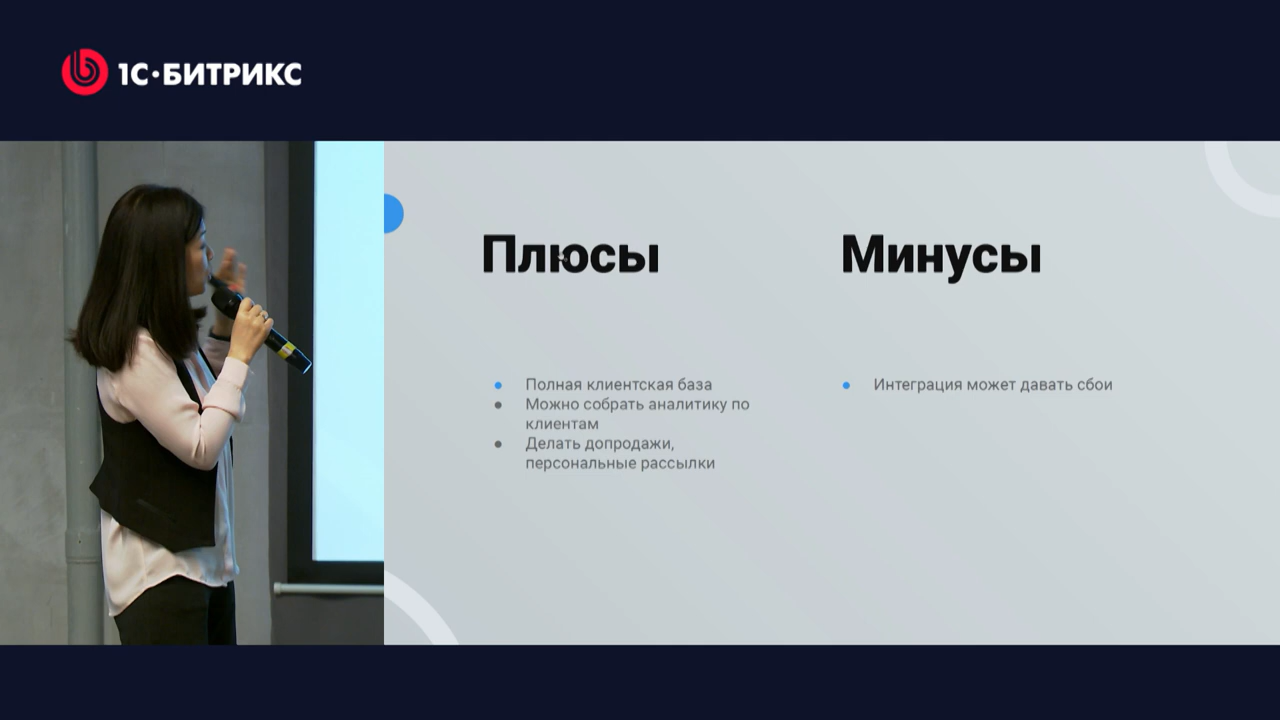 1С•БИТРИКС
Плюсы
Полная клиентская база
Можно собрать аналитику по
клиентам
Делать допродажи,
персональные рассылки
Минусы
Интеграция может давать сбои